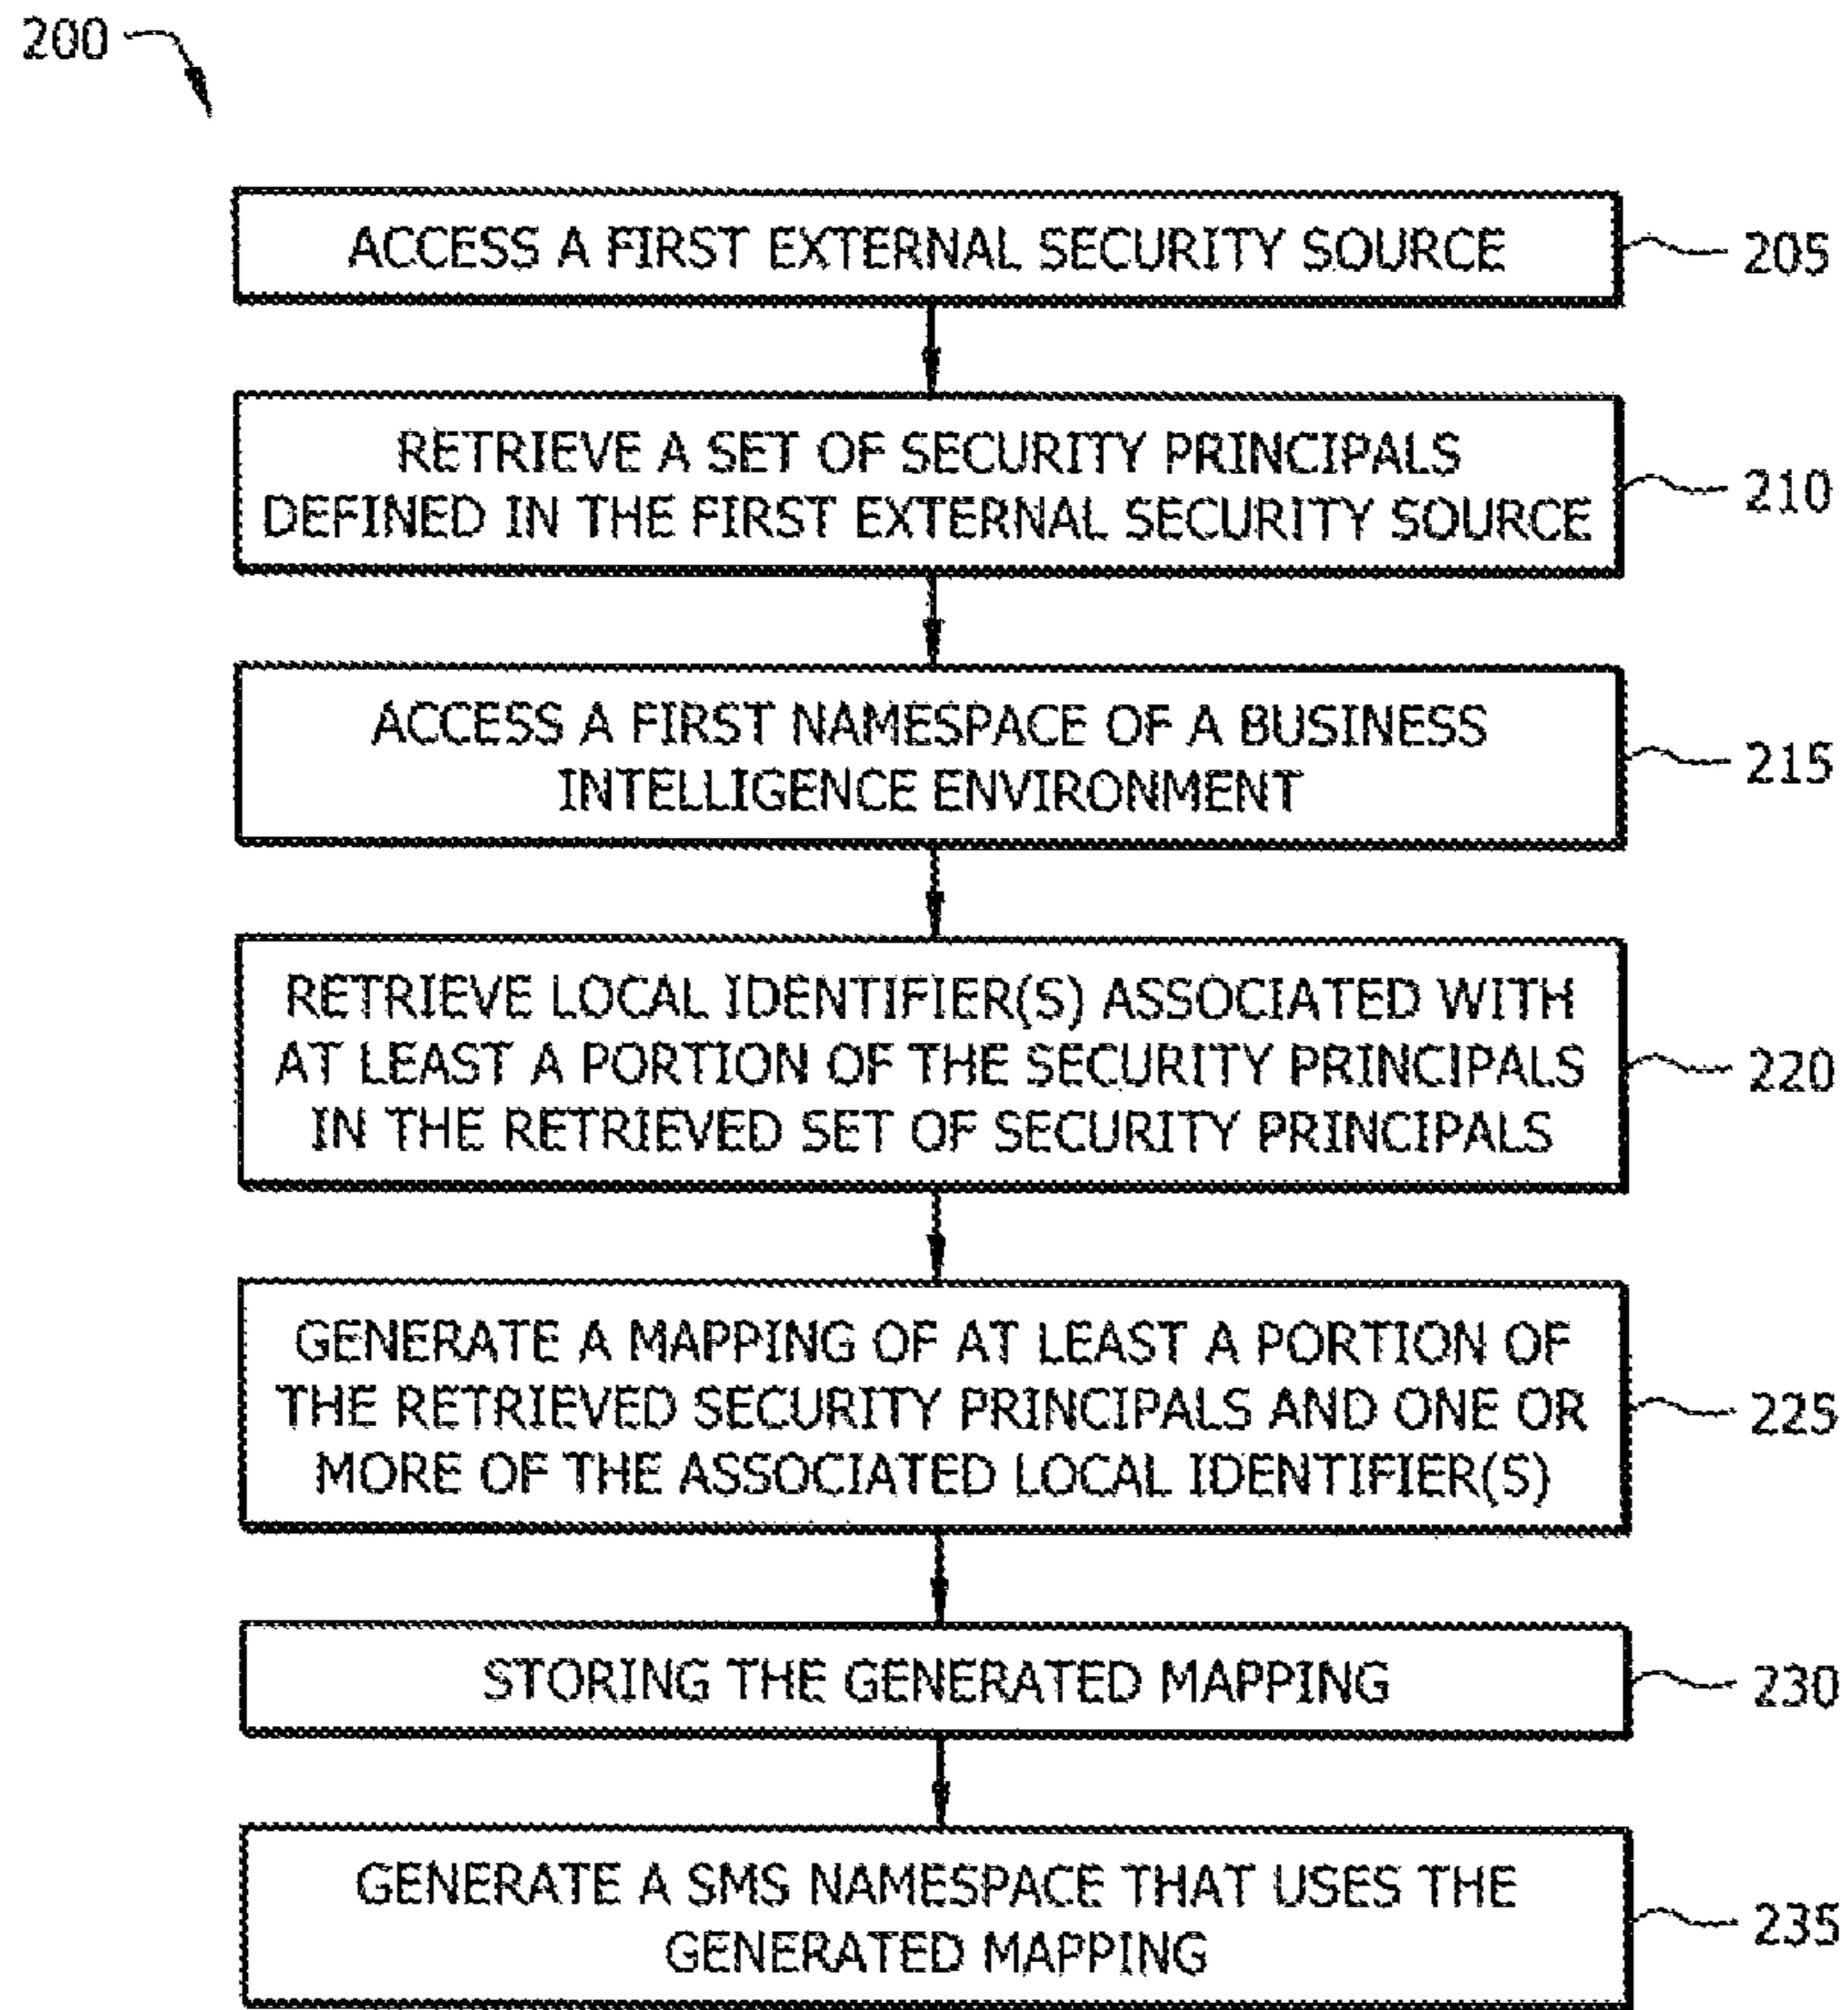 200
ACCESS A FIRST EXTERNAL SECURITY SOURCE
205
RETRIEVE A SET OF SECURITY PRINCIPALS
DEFINED IN THE FIRST EXTERNAL SECURITY SOURCE
210
ACCESS A FIRST NAMESPACE OF A BUSINESS
INTELLIGENCE ENVIRONMENT
215
RETRIEVE LOCAL IDENTIFIER(S) ASSOCIATED WITH
AT LEAST A PORTION OF THE SECURITY PRINCIPALS
IN THE RETRIEVED SET OF SECURITY PRINCIPALS
220
GENERATE A MAPPING OF AT LEAST A PORTION OF
THE RETRIEVED SECURITY PRINCIPALS AND ONE OR
MORE OF THE ASSOCIATED LOCAL IDENTIFIER(S)
225
STORING THE GENERATED MAPPING
230
GENERATE A SMS NAMESPACE THAT USES THE
GENERATED MAPPING
235